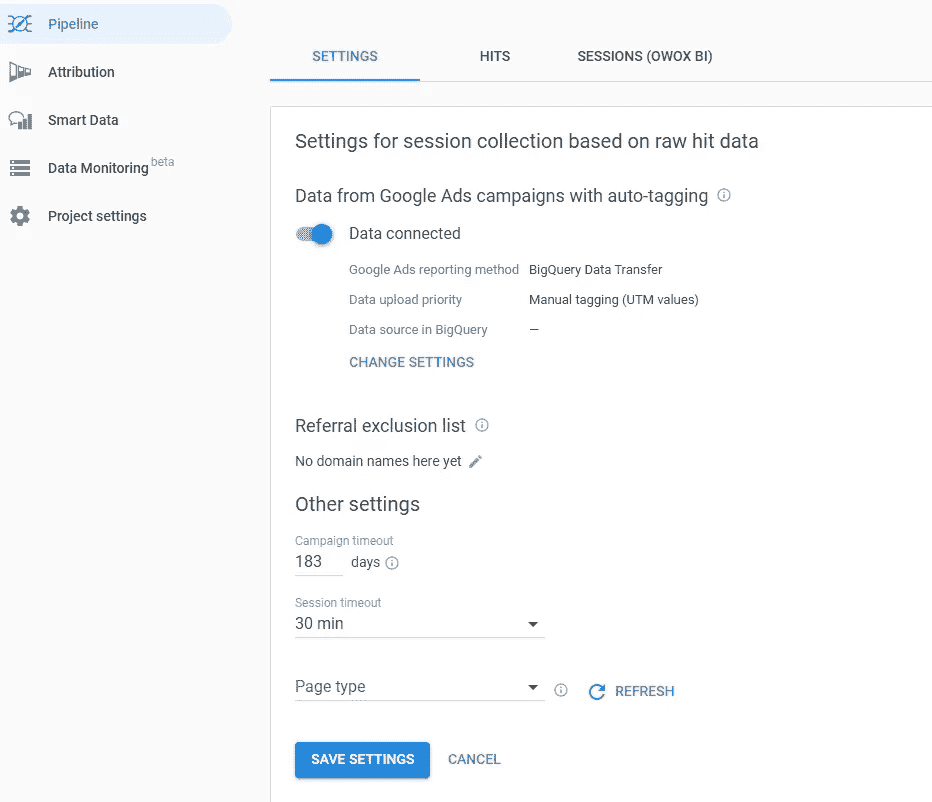 Pipeline
Attribution
Smart Data
Data Monitoring beta
Project settings
SETTINGS HITS SESSIONS (OWOX BI)
Settings for session collection based on raw hit data
Data from Google Ads campaigns with auto-tagging
Data connected
Google Ads reporting method BigQuery Data Transfer
Data upload priority Manual tagging (UTM values)
Data source in BigQuery —
CHANGE SETTINGS
Referral exclusion list
No domain names here yet
Other settings
Campaign timeout
183 days
Session timeout
30 min
Page type REFRESH
SAVE SETTINGS CANCEL